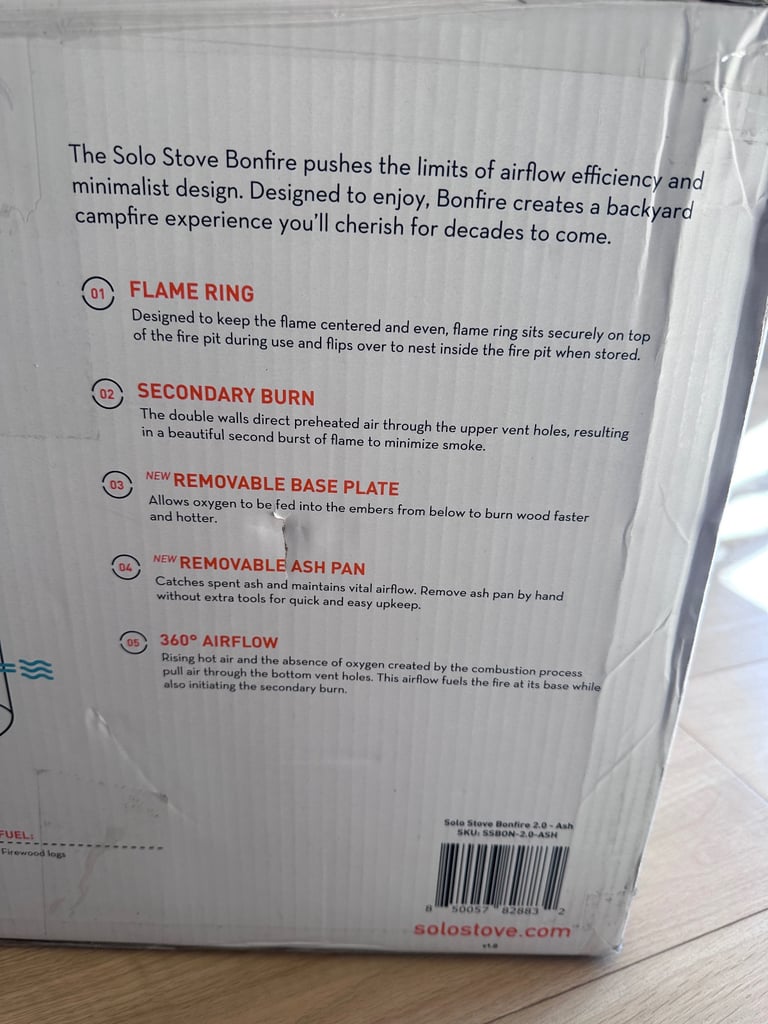 The Solo Stove Bonfire pushes the limits of airflow efficiency and
minimalist design. Designed to enjoy, Bonfire creates a backyard
campfire experience you'll cherish for decades to come.
01 FLAME RING
Designed to keep the flame centered and even, flame ring sits securely on top
of the fire pit during use and flips over to nest inside the fire pit when stored.
02 SECONDARY BURN
The double walls direct preheated air through the upper vent holes, resulting
in a beautiful second burst of flame to minimize smoke.
03 NEW REMOVABLE BASE PLATE
Allows oxygen to be fed into the embers from below to burn wood faster
and hotter.
04 NEW REMOVABLE ASH PAN
Catches spent ash and maintains vital airflow. Remove ash pan by hand
without extra tools for quick and easy upkeep.
05 360° AIRFLOW
Rising hot air and the absence of oxygen created by the combustion process
pull air through the bottom vent holes. This airflow fuels the fire at its base while
also initiating the secondary burn.
FUEL:
Firewood logs
Solo Stove Bonfire 2.0 - Ash
SKU: SSBON-2.0-ASH
8 50057 82883 2
solostove.com
v1.0